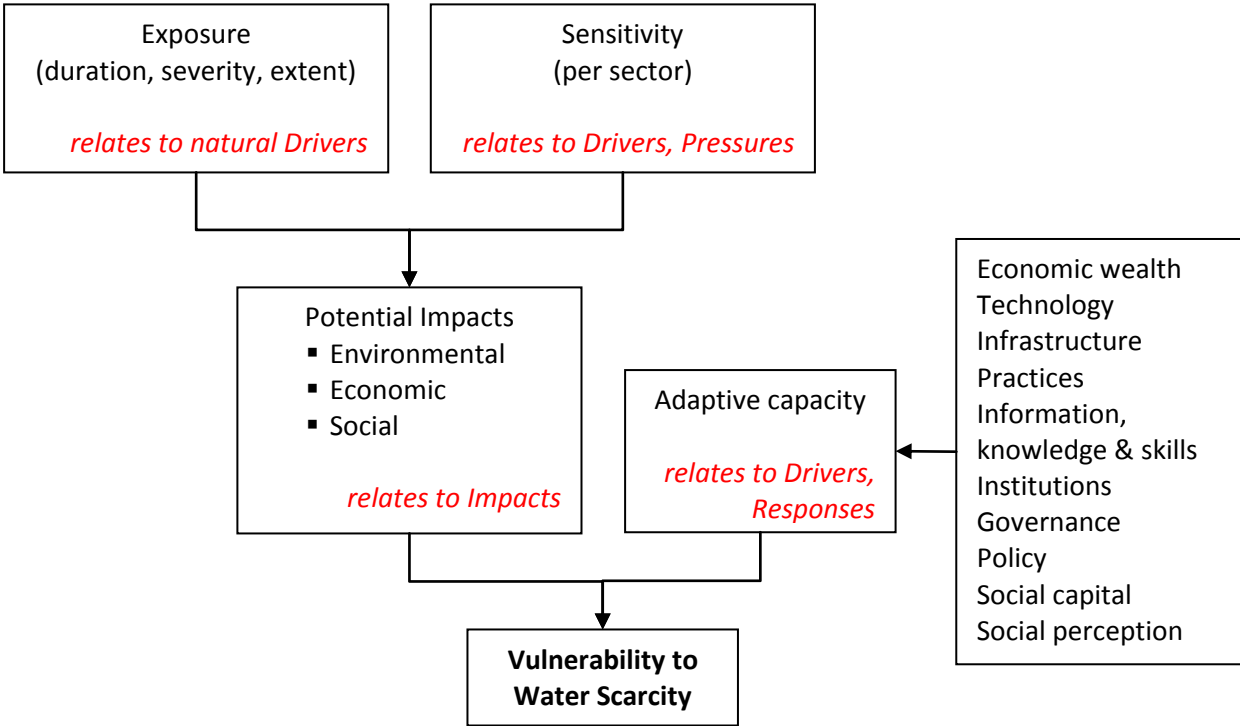 Exposure
(duration, severity, extent)
relates to natural Drivers
Sensitivity
(per sector)
relates to Drivers, Pressures
Potential Impacts
▪ Environmental
▪ Economic
▪ Social
relates to Impacts
Adaptive capacity
relates to Drivers,
Responses
Economic wealth
Technology
Infrastructure
Practices
Information,
knowledge & skills
Institutions
Governance
Policy
Social capital
Social perception
Vulnerability to
Water Scarcity